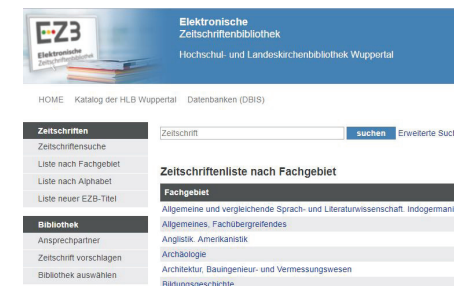 EZB
Elektronische
Zeitschriftenbibliothek
Elektronische
Zeitschriftenbibliothek
Hochschul- und Landeskirchenbibliothek Wuppertal
HOME Katalog der HLB Wuppertal Datenbanken (DBIS)
Zeitschriften
Zeitschriftensuche
Liste nach Fachgebiet
Liste nach Alphabet
Liste neuer EZB-Titel
Bibliothek
Ansprechpartner
Zeitschrift vorschlagen
Bibliothek auswählen
Zeitschrift suchen Erweiterte Such
Zeitschriftenliste nach Fachgebiet
Fachgebiet
Allgemeine und vergleichende Sprach- und Literaturwissenschaft. Indogermani
Allgemeines, Fachübergreifendes
Anglistik. Amerikanistik
Archäologie
Architektur, Bauingenieur- und Vermessungswesen
Bildungsgeschichte